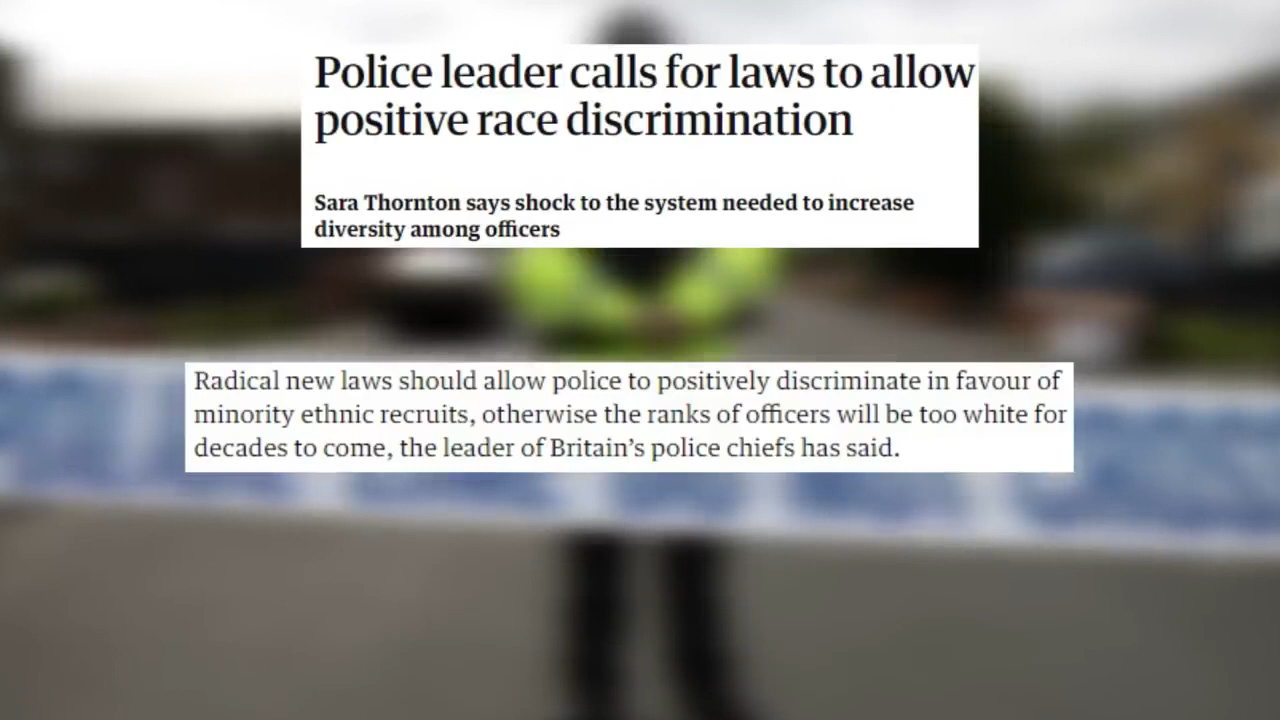 Police leader calls for laws to allow
positive race discrimination
Sara Thornton says shock to the system needed to increase
diversity among officers
Radical new laws should allow police to positively discriminate in favour of
minority ethnic recruits, otherwise the ranks of officers will be too white for
decades to come, the leader of Britain’s police chiefs has said.